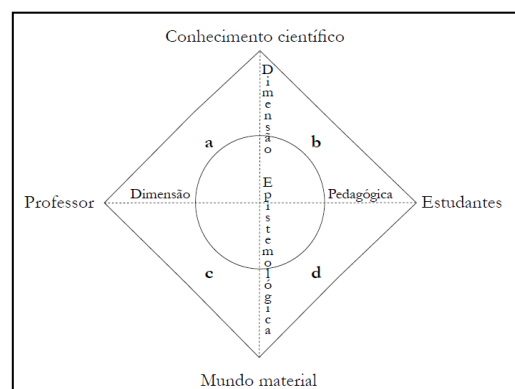 Conhecimento científico
Dimensão Epistemológica
a
b
Professor
Dimensão
Pedagógica
Estudantes
c
d
Mundo material